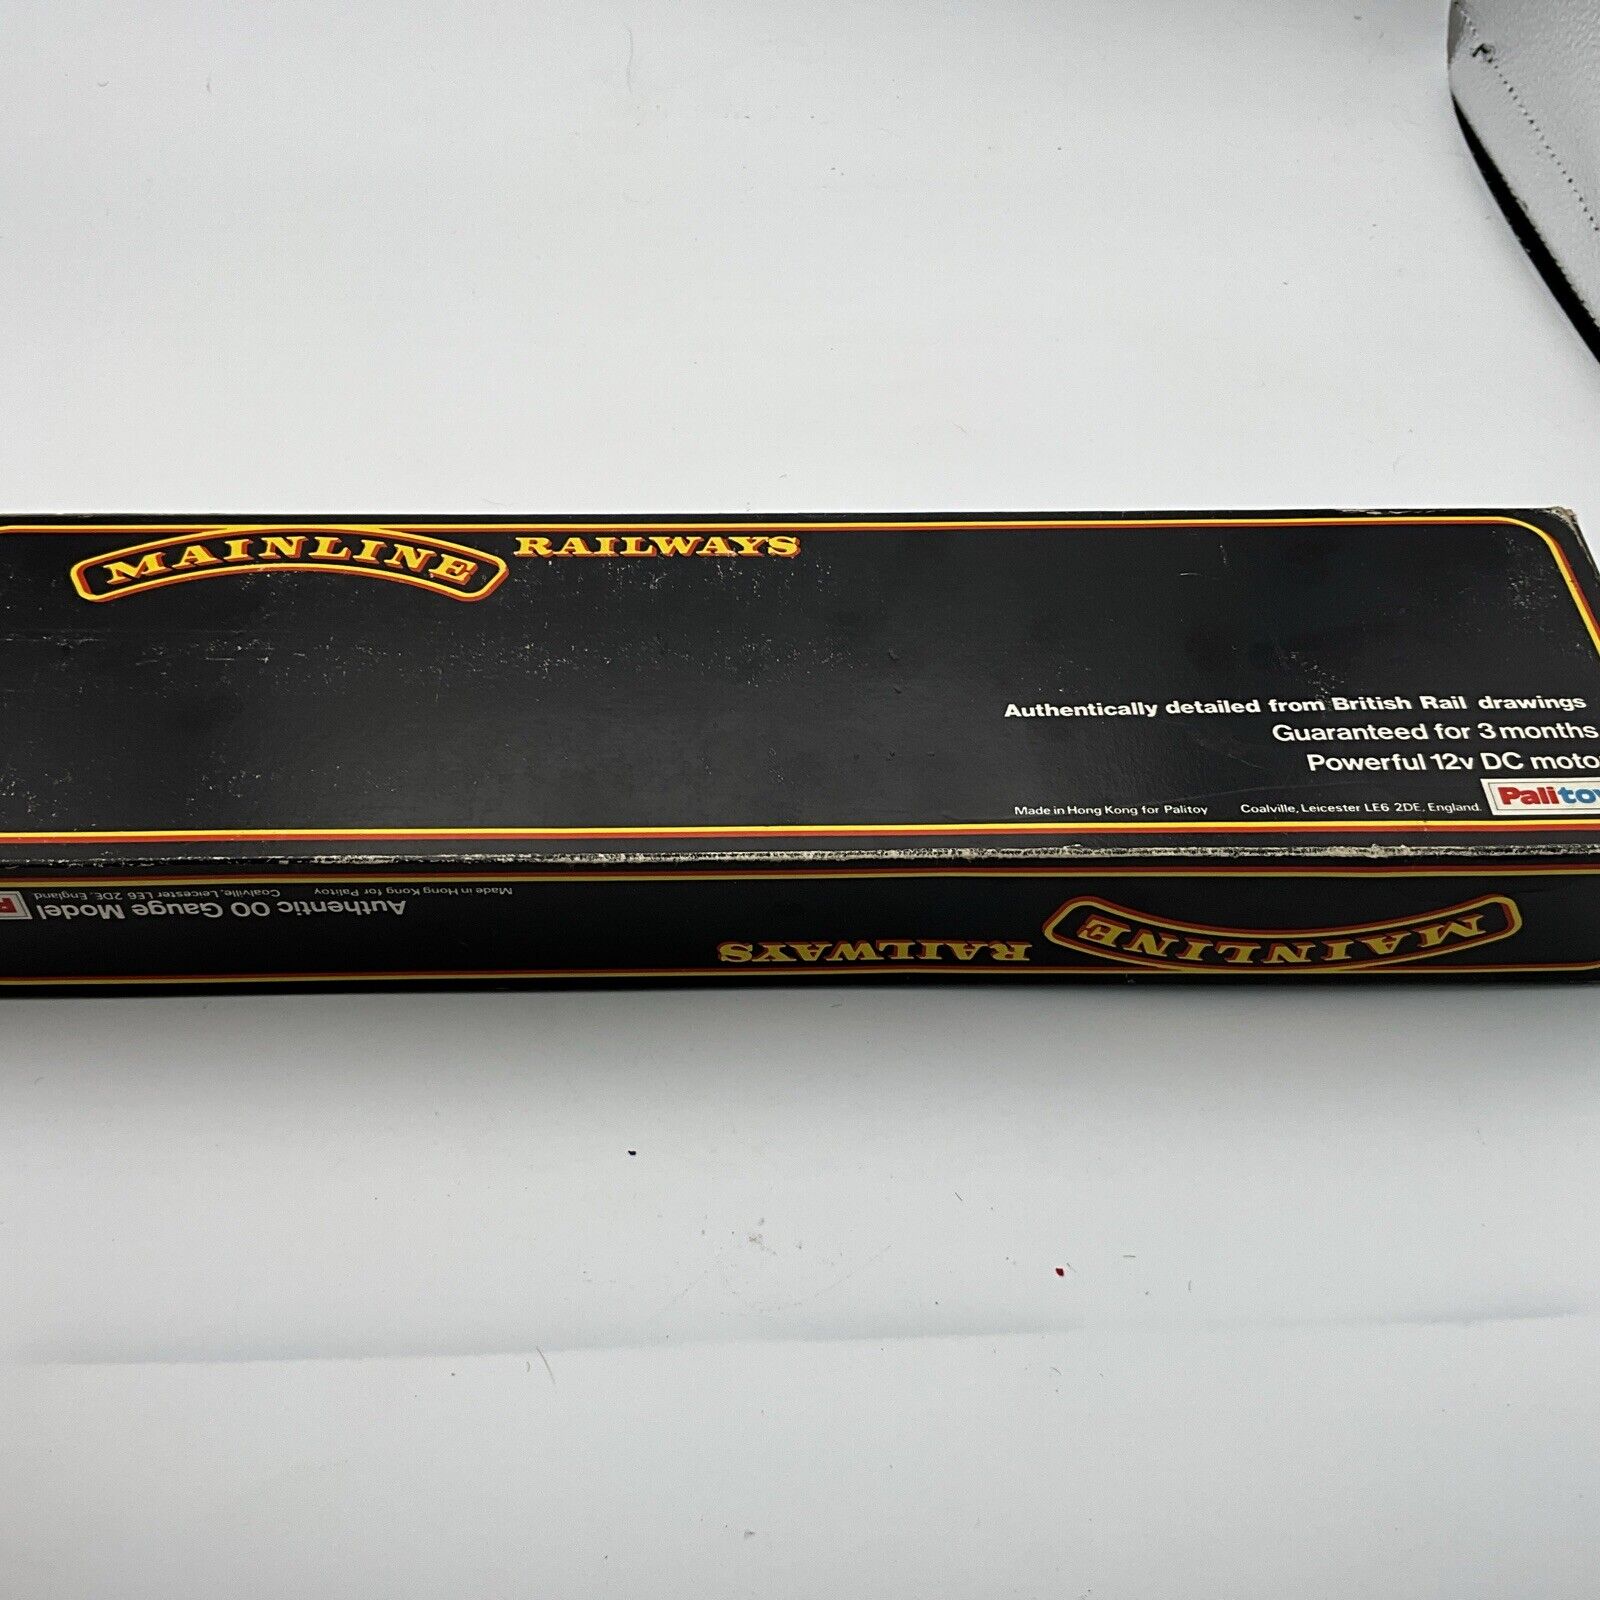 MAINLINE RAILWAYS
Authentically detailed from British Rail drawings
Guaranteed for 3 months
Powerful 12v DC moto
Made in Hong Kong for Palitoy Coalville, Leicester LE6 2DE, England.
Palitoy
MAINLINE RAILWAYS
Authentic OO Gauge Model
Made in Hong Kong for Palitoy Coalville, Leicester LE6 2DE, England